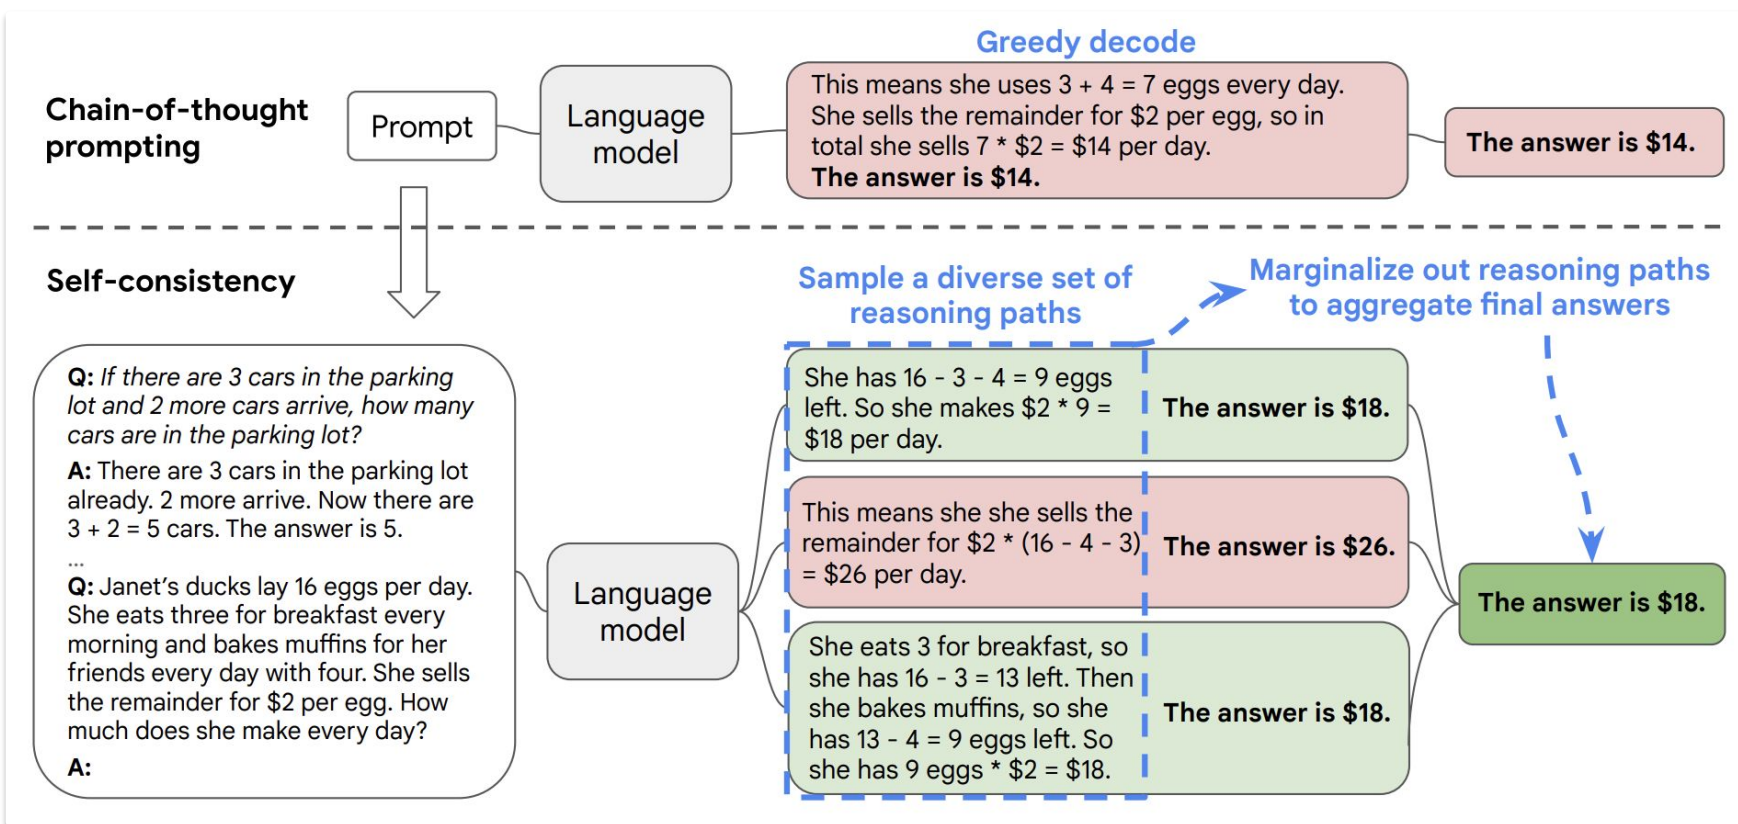 Greedy decode
Chain-of-thought
prompting
Prompt
Language
model
This means she uses 3 + 4 = 7 eggs every day.
She sells the remainder for $2 per egg, so in
total she sells 7 * $2 = $14 per day.
The answer is $14.
The answer is $14.
Self-consistency
Sample a diverse set of
reasoning paths
Marginalize out reasoning paths
to aggregate final answers
Q: If there are 3 cars in the parking
lot and 2 more cars arrive, how many
cars are in the parking lot?
A: There are 3 cars in the parking lot
already. 2 more arrive. Now there are
3 + 2 = 5 cars. The answer is 5.
...
Q: Janet’s ducks lay 16 eggs per day.
She eats three for breakfast every
morning and bakes muffins for her
friends every day with four. She sells
the remainder for $2 per egg. How
much does she make every day?
A:
Language
model
She has 16 - 3 - 4 = 9 eggs
left. So she makes $2 * 9 =
$18 per day.
The answer is $18.
This means she she sells the
remainder for $2 * (16 - 4 - 3)
= $26 per day.
The answer is $26.
She eats 3 for breakfast, so
she has 16 - 3 = 13 left. Then
she bakes muffins, so she
has 13 - 4 = 9 eggs left. So
she has 9 eggs * $2 = $18.
The answer is $18.
The answer is $18.